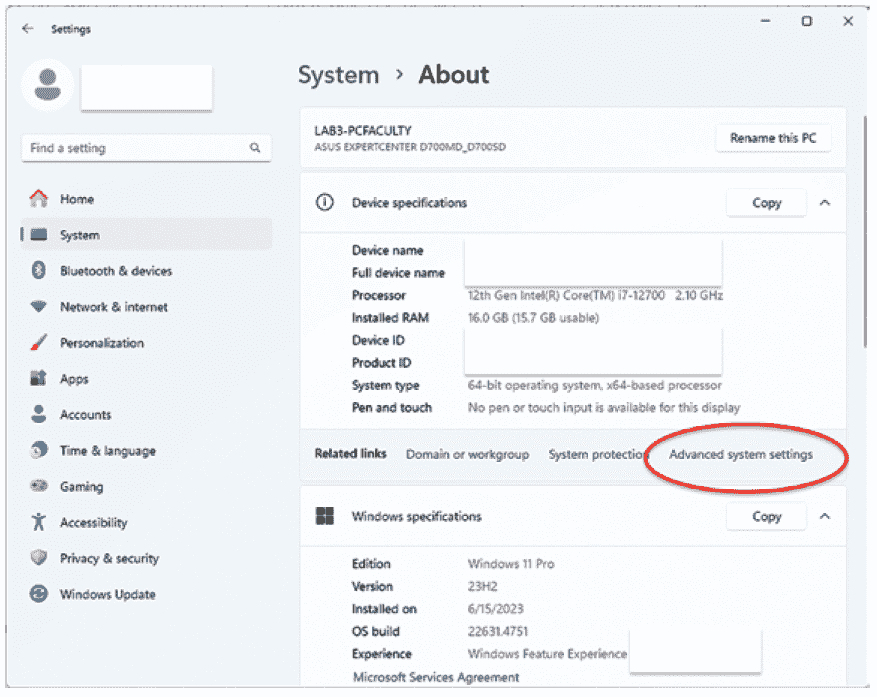 Settings
System > About
Find a setting
LAB3-PCFACULTY
ASUS EXPERTCENTER D700MD_D700SD
Rename this PC
Home
System
Bluetooth & devices
Network & internet
Personalization
Apps
Accounts
Time & language
Gaming
Accessibility
Privacy & security
Windows Update
Device specifications
Copy
Device name
Full device name
Processor 12th Gen Intel(R) Core(TM) i7-12700 2.10 GHz
Installed RAM 16.0 GB (15.7 GB usable)
Device ID
Product ID
System type 64-bit operating system, x64-based processor
Pen and touch No pen or touch input is available for this display
Related links Domain or workgroup System protection Advanced system settings
Windows specifications
Copy
Edition Windows 11 Pro
Version 23H2
Installed on 6/15/2023
OS build 22631.4751
Experience Windows Feature Experience
Microsoft Services Agreement